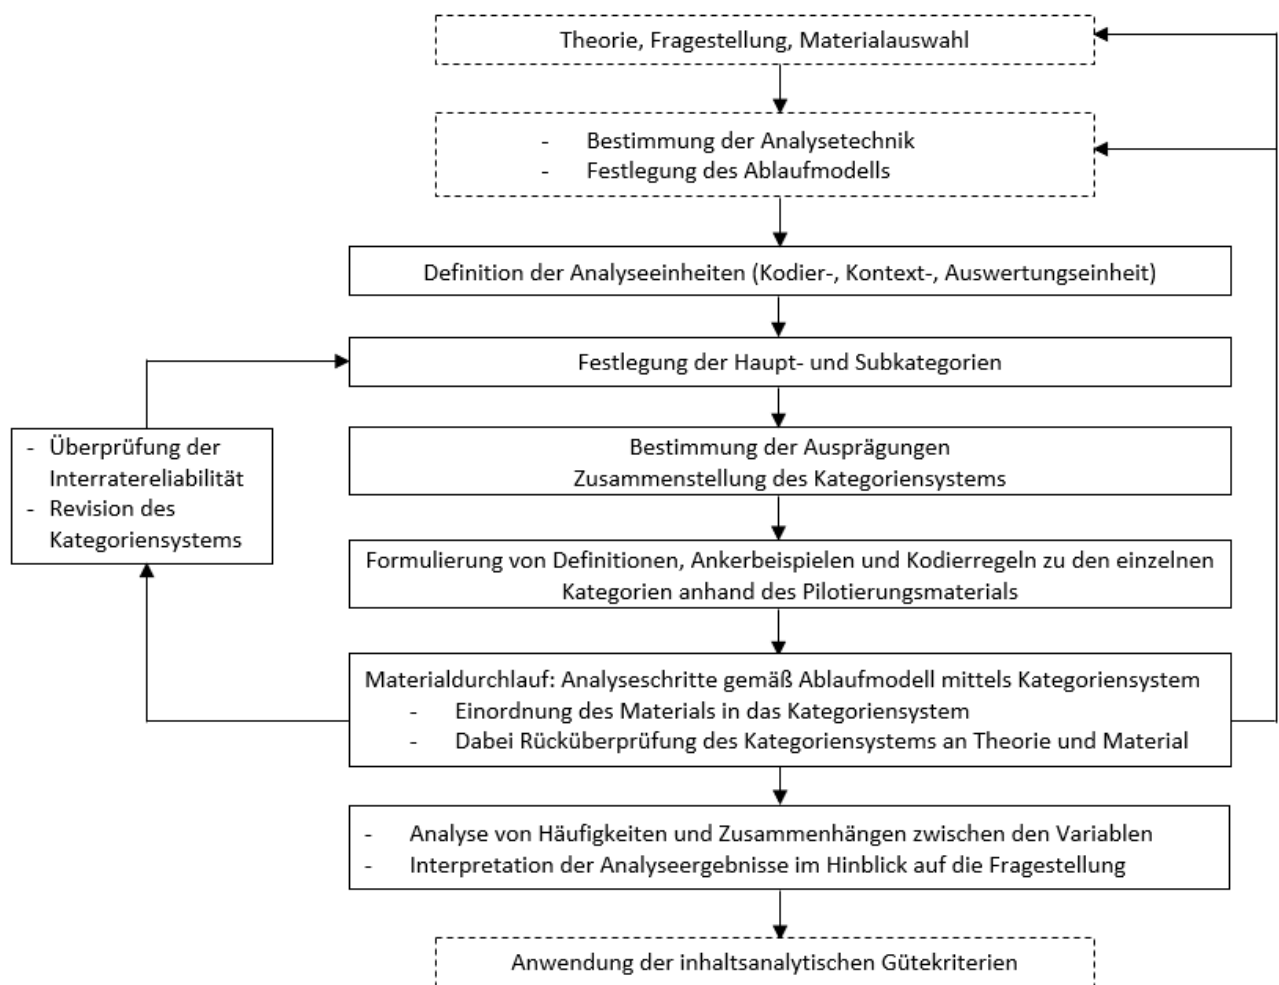 Theorie, Fragestellung, Materialauswahl
- Bestimmung der Analysetechnik
- Festlegung des Ablaufmodells
Definition der Analyseeinheiten (Kodier-, Kontext-, Auswertungseinheit)
Festlegung der Haupt- und Subkategorien
- Überprüfung der
Interratereliabilität
- Revision des
Kategoriensystems
Bestimmung der Ausprägungen
Zusammenstellung des Kategoriensystems
Formulierung von Definitionen, Ankerbeispielen und Kodierregeln zu den einzelnen
Kategorien anhand des Pilotierungsmaterials
Materialdurchlauf: Analyseschritte gemäß Ablaufmodell mittels Kategoriensystem
- Einordnung des Materials in das Kategoriensystem
- Dabei Rücküberprüfung des Kategoriensystems an Theorie und Material
- Analyse von Häufigkeiten und Zusammenhängen zwischen den Variablen
- Interpretation der Analyseergebnisse im Hinblick auf die Fragestellung
Anwendung der inhaltsanalytischen Gütekriterien